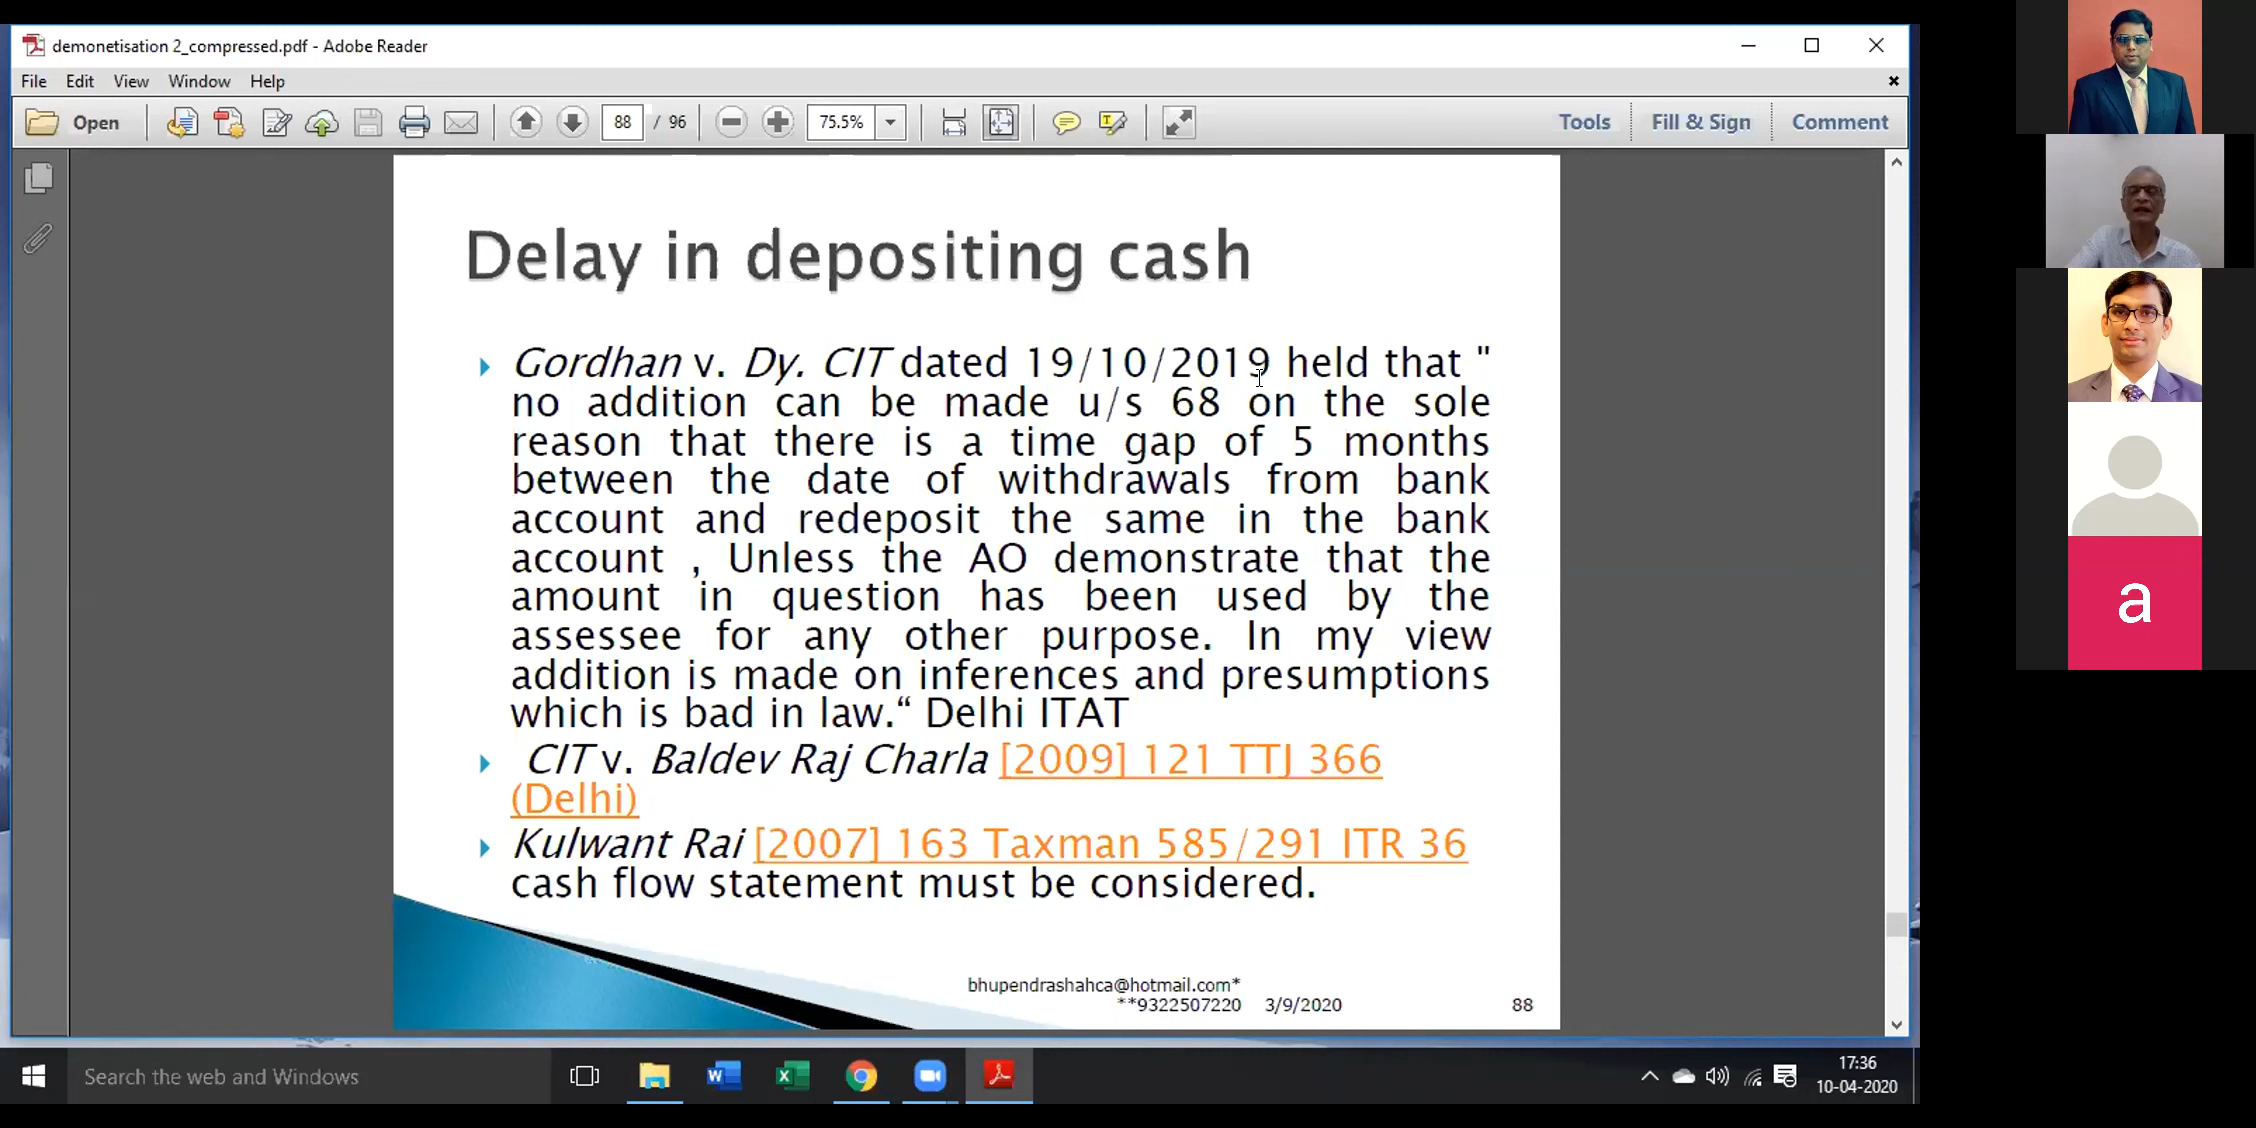 demonetisation 2_compressed.pdf - Adobe Reader
File Edit View Window Help
Open 88 / 96 75.5% Tools Fill & Sign Comment
Delay in depositing cash
Gordhan v. Dy. CIT dated 19/10/2019 held that "
no addition can be made u/s 68 on the sole
reason that there is a time gap of 5 months
between the date of withdrawals from bank
account and redeposit the same in the bank
account , Unless the AO demonstrate that the
amount in question has been used by the
assessee for any other purpose. In my view
addition is made on inferences and presumptions
which is bad in law.“ Delhi ITAT
CIT v. Baldev Raj Charla [2009] 121 TTJ 366
(Delhi)
Kulwant Rai [2007] 163 Taxman 585/291 ITR 36
cash flow statement must be considered.
bhupendrashahca@hotmail.com*
**9322507220 3/9/2020 88
a
Search the web and Windows
17:36
10-04-2020